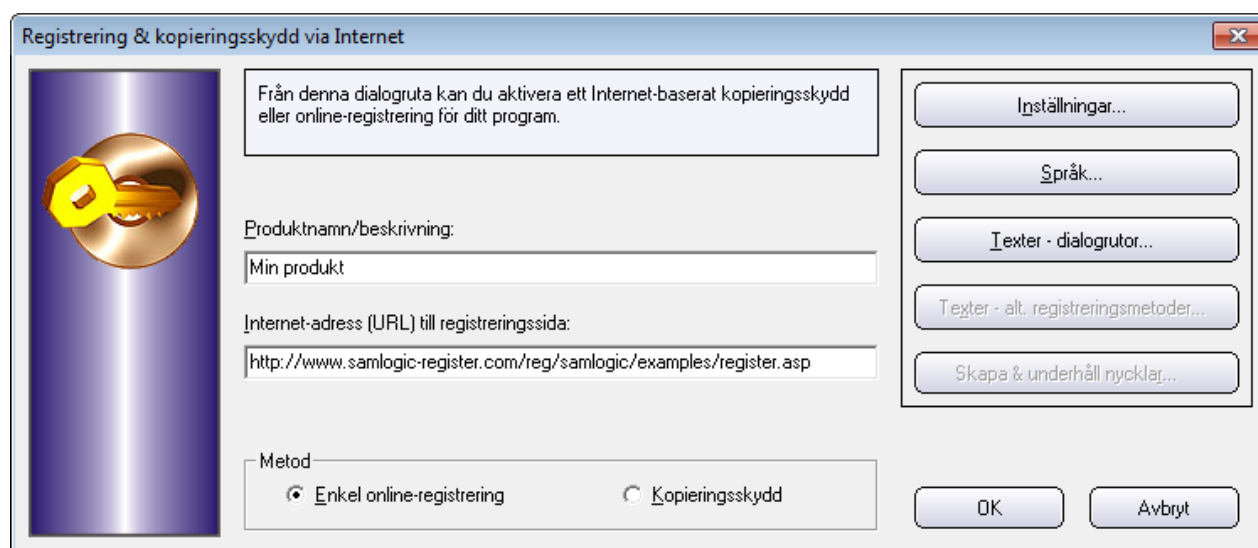 Registrering & kopieringsskydd via Internet
Från denna dialogruta kan du aktivera ett Internet-baserat kopieringsskydd
eller online-registrering för ditt program.
Produktnamn/beskrivning:
Min produkt
Internet-adress (URL) till registreringssida:
http://www.samlogic-register.com/reg/samlogic/examples/register.asp
Metod
Enkel online-registrering
Kopieringsskydd
Inställningar...
Språk...
Texter - dialogrutor...
Texter - alt. registreringsmetoder...
Skapa & underhåll nycklar...
OK
Avbryt